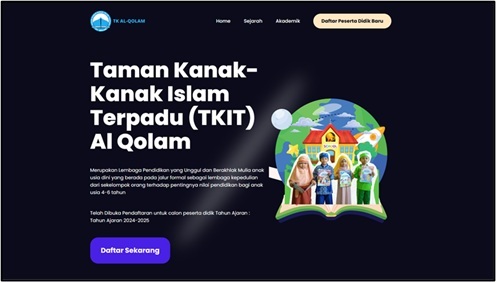 TK AL-QOLAM
Home
Sejarah
Akademik
Daftar Peserta Didik Baru
Taman Kanak-
Kanak Islam
Terpadu (TKIT)
Al Qolam
Merupakan Lembaga Pendidikan yang Unggul dan Berakhlak Mulia anak
usia dini yang berada pada jalur formal sebagai lembaga kepedulian
dari sekelompok orang terhadap pentingnya nilai pendidikan bagi anak
usia 4-6 tahun
Telah Dibuka Pendaftaran untuk calon peserta didik Tahun Ajaran :
Tahun Ajaran 2024-2025
Daftar Sekarang